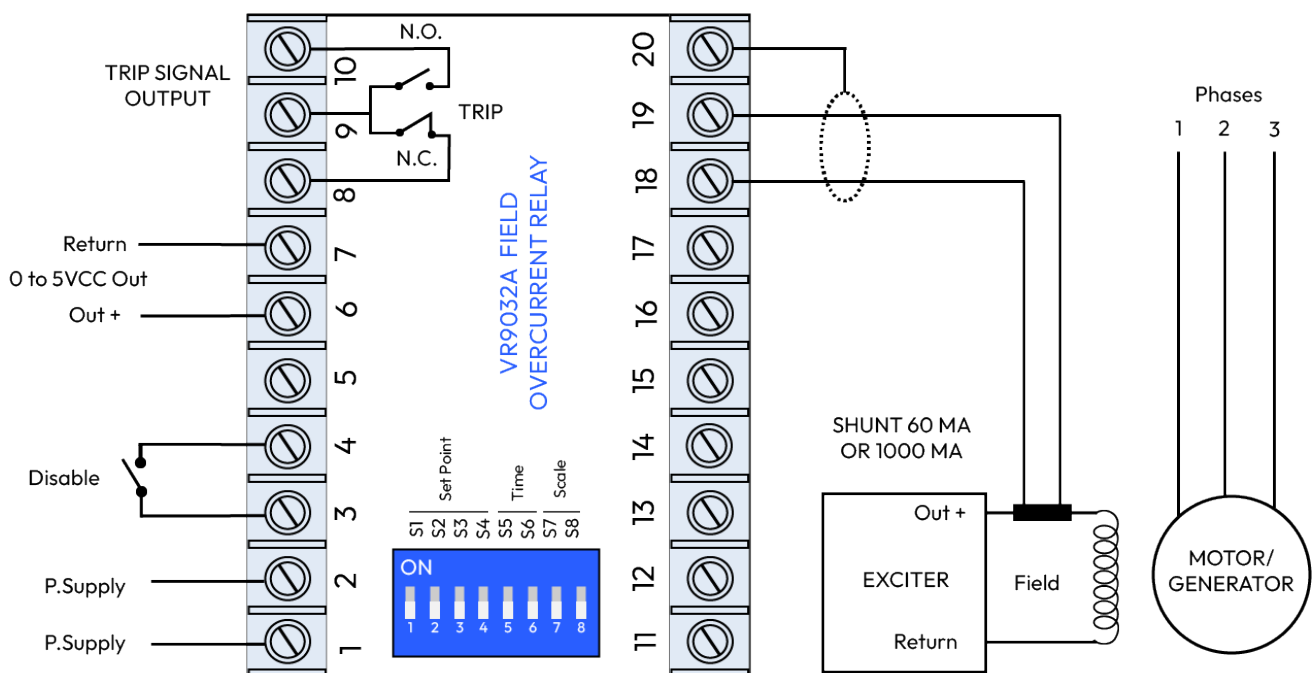 TRIP SIGNAL
OUTPUT
Return
0 to 5VCC Out
Out +
Disable
P.Supply
P.Supply
10
9
8
7
6
5
4
3
2
1
N.O.
TRIP
N.C.
VR9032A FIELD
OVERCURRENT RELAY
Set Point
Time
Scale
S1 S2 S3 S4 S5 S6 S7 S8
ON
1 2 3 4 5 6 7 8
20
19
18
17
16
15
14
13
12
11
SHUNT 60 MA
OR 1000 MA
Out +
EXCITER
Return
Field
Phases
1 2 3
MOTOR/
GENERATOR